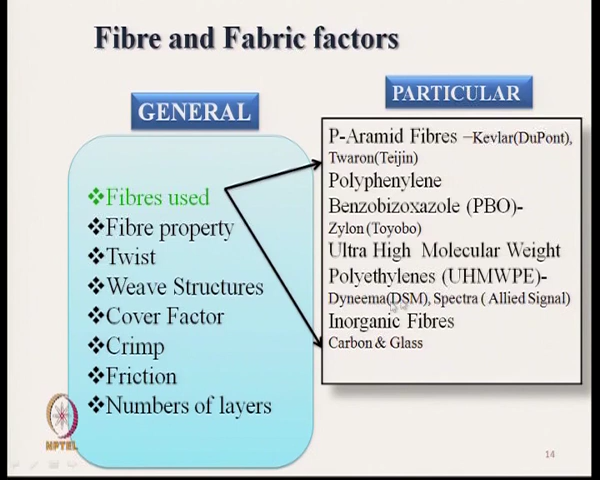 Fibre and Fabric factors
GENERAL
❖Fibres used
❖Fibre property
❖Twist
❖Weave Structures
❖Cover Factor
❖Crimp
❖Friction
❖Numbers of layers
PARTICULAR
P-Aramid Fibres –Kevlar(DuPont),
Twaron(Teijin)
Polyphenylene
Benzobizoxazole (PBO)-
Zylon (Toyobo)
Ultra High Molecular Weight
Polyethylenes (UHMWPE)-
Dyneema(DSM), Spectra ( Allied Signal)
Inorganic Fibres
Carbon & Glass
NPTEL
14